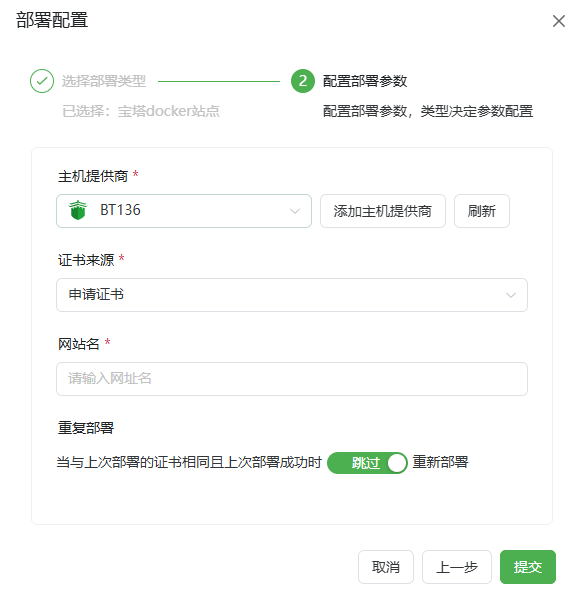 部署配置
选择部署类型
2 配置部署参数
已选择：宝塔docker站点
配置部署参数，类型决定参数配置
主机提供商 *
BT136 添加主机提供商 刷新
证书来源 *
申请证书
网站名 *
请输入网址名
重复部署
当与上次部署的证书相同且上次部署成功时 跳过 重新部署
取消 上一步 提交